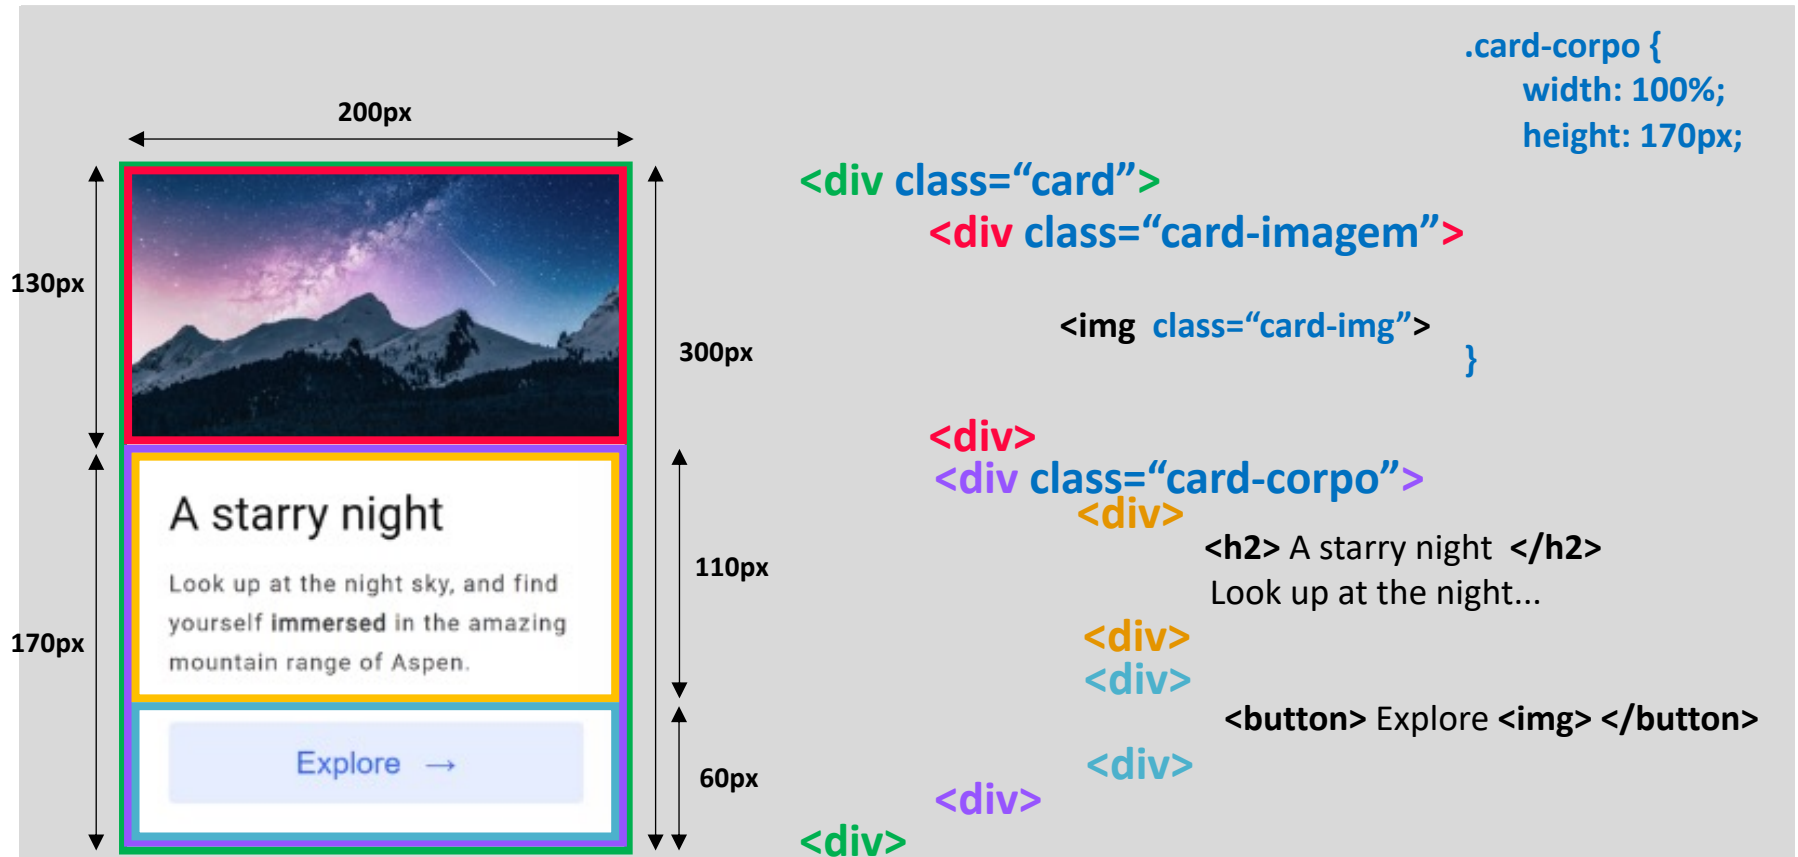 .card-corpo {
width: 100%;
height: 170px;
}
200px
130px
300px
170px
110px
60px
A starry night
Look up at the night sky, and find
yourself immersed in the amazing
mountain range of Aspen.
Explore →
<div class=“card”>
<div class=“card-imagem”>
<img class=“card-img”>
<div>
<div class=“card-corpo”>
<div>
<h2> A starry night </h2>
Look up at the night...
<div>
<div>
<button> Explore <img> </button>
<div>
<div>
<div>